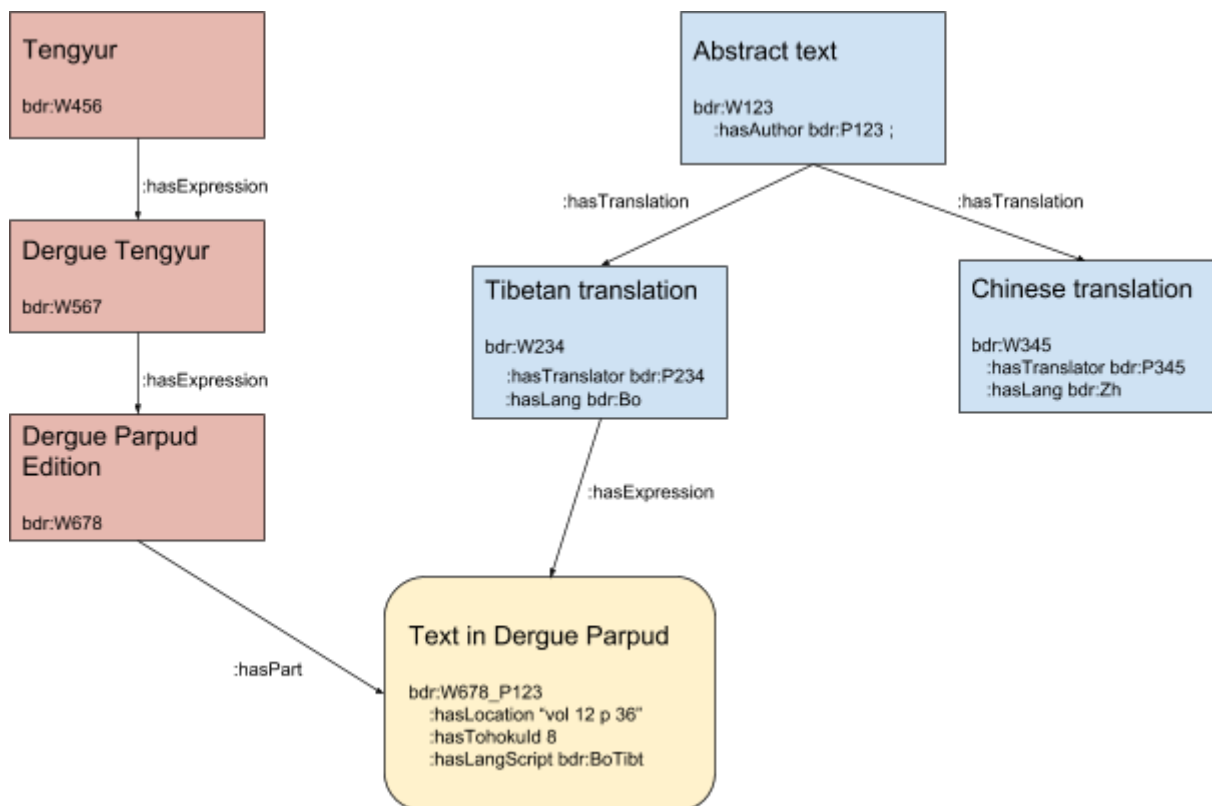 Tengyur
bdr:W456
:hasExpression
Dergue Tengyur
bdr:W567
:hasExpression
Dergue Parpud
Edition
bdr:W678
:hasPart
Abstract text
bdr:W123
:hasAuthor bdr:P123 ;
:hasTranslation
:hasTranslation
Tibetan translation
bdr:W234
:hasTranslator bdr:P234
:hasLang bdr:Bo
Chinese translation
bdr:W345
:hasTranslator bdr:P345
:hasLang bdr:Zh
:hasExpression
Text in Dergue Parpud
bdr:W678_P123
:hasLocation “vol 12 p 36”
:hasTohokuId 8
:hasLangScript bdr:BoTibt